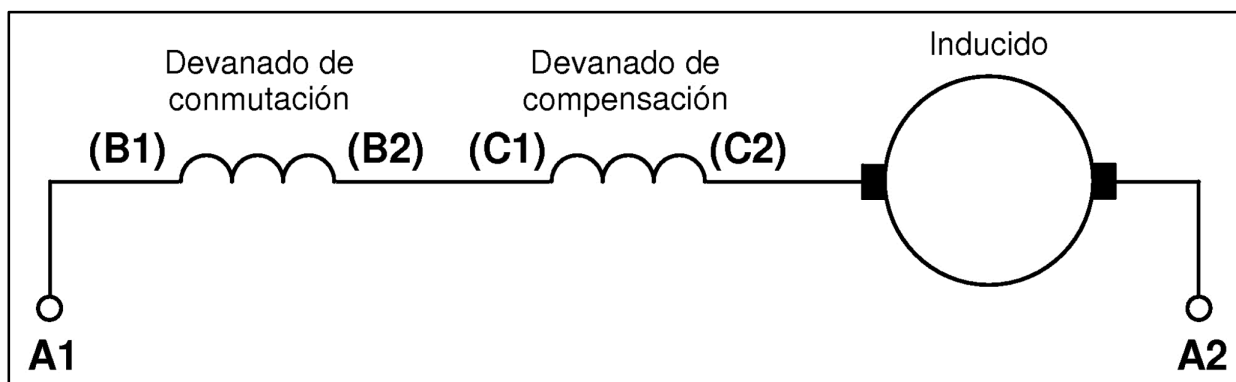 Devanado de
conmutación
Devanado de
compensación
Inducido
(B1)
(B2)
(C1)
(C2)
A1
A2